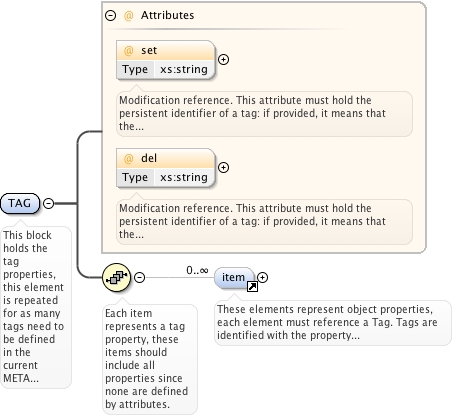 @ Attributes
@ set
Type xs:string
Modification reference. This attribute must hold the
persistent identifier of a tag: if provided, it means that
the...
@ del
Type xs:string
Modification reference. This attribute must hold the
persistent identifier of a tag: if provided, it means that
the...
TAG
This block
holds the
tag
properties,
this element
is repeated
for as many
tags need to
be defined
in the
current
META...
0..∞
item
Each item
represents a tag
property, these
items should
include all
properties since
none are defined
by attributes.
These elements represent object properties,
each element must reference a Tag. Tags are
identified with the property...